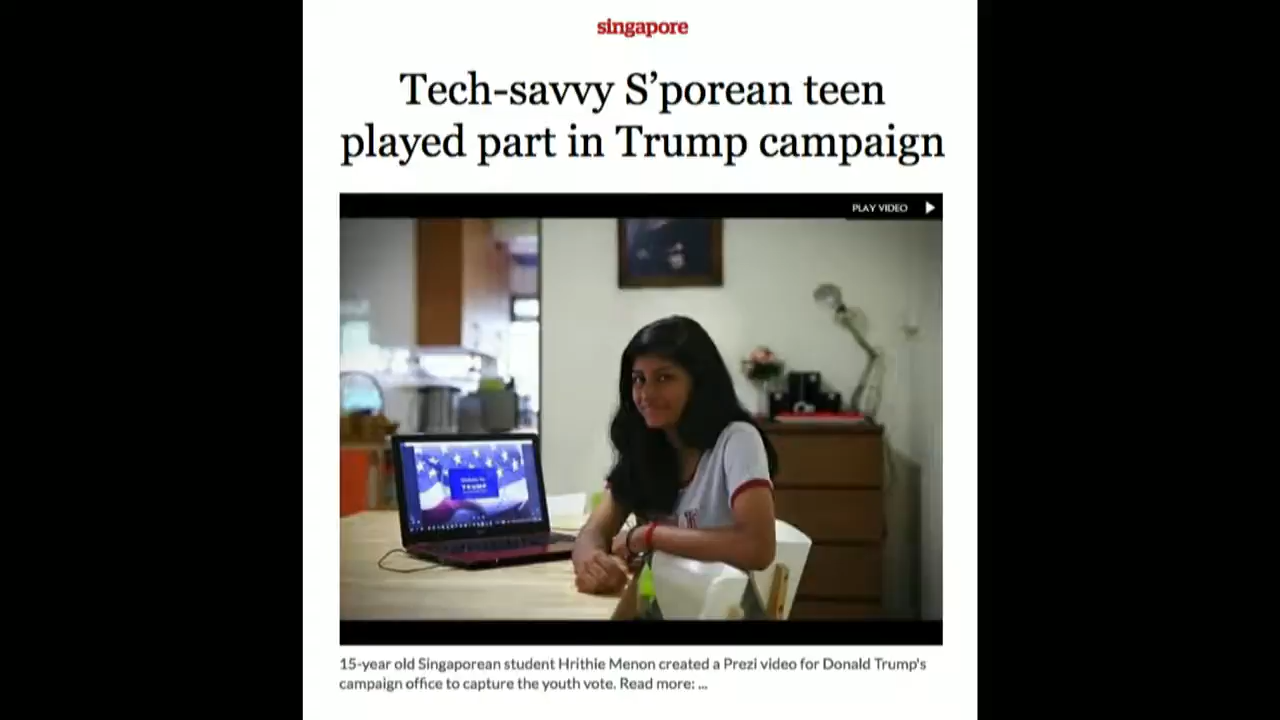 singapore
Tech-savvy S’porean teen
played part in Trump campaign
PLAY VIDEO
TRUMP
15-year old Singaporean student Hrithie Menon created a Prezi video for Donald Trump's
campaign office to capture the youth vote. Read more: ...